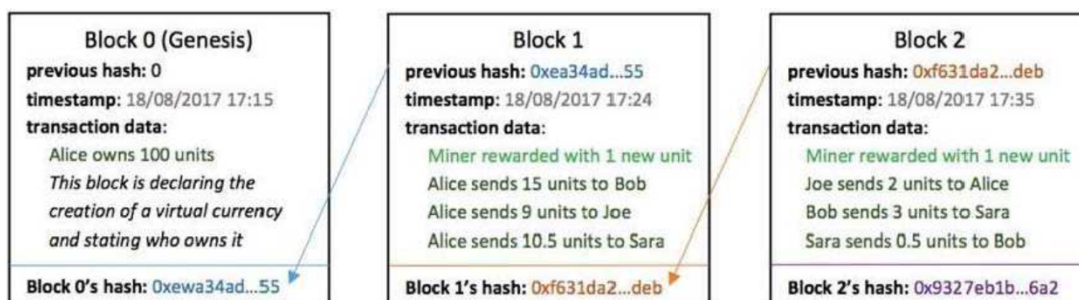 Block 0 (Genesis)
previous hash: 0
timestamp: 18/08/2017 17:15
transaction data:
Alice owns 100 units
This block is declaring the
creation of a virtual currency
and stating who owns it
Block 0's hash: 0xewa34ad...55
Block 1
previous hash: 0xea34ad...55
timestamp: 18/08/2017 17:24
transaction data:
Miner rewarded with 1 new unit
Alice sends 15 units to Bob
Alice sends 9 units to Joe
Alice sends 10.5 units to Sara
Block 1's hash: 0xf631da2...deb
Block 2
previous hash: 0xf631da2...deb
timestamp: 18/08/2017 17:35
transaction data:
Miner rewarded with 1 new unit
Joe sends 2 units to Alice
Bob sends 3 units to Sara
Sara sends 0.5 units to Bob
Block 2's hash: 0x9327eb1b...6a2